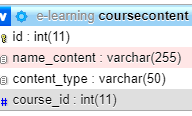 e-learning coursecontent
id : int(11)
name_content : varchar(255)
content_type : varchar(50)
# course_id : int(11)